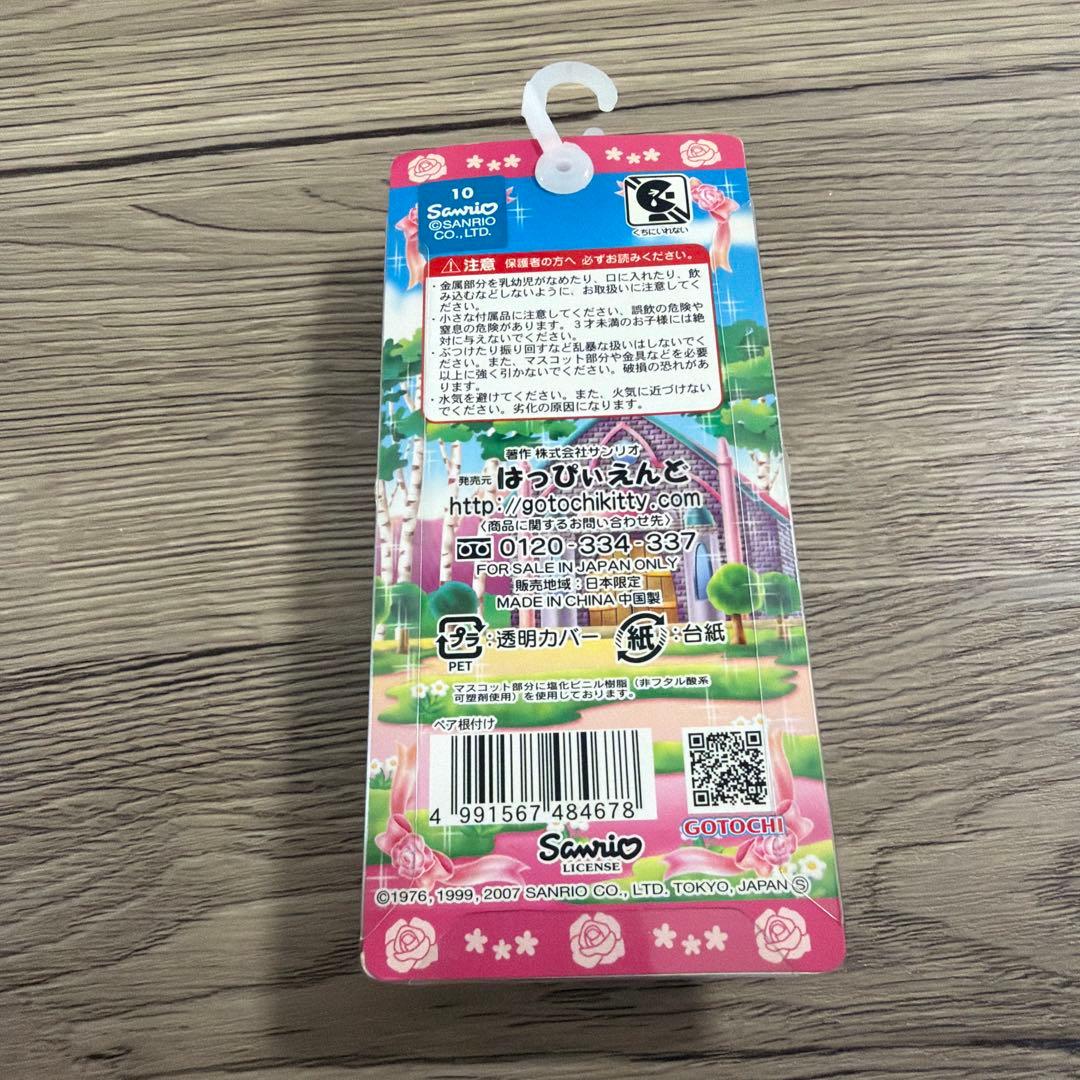 10
Sanrio
©SANRIO
CO., LTD.
くちにいれない
注意 保護者の方へ 必ずお読みください。
・金属部分を乳幼児がなめたり、口に入れたり、飲
み込むなどしないように、お取扱いに注意してく
ださい。
・小さな付属品に注意してください、誤飲の危険や
窒息の危険があります。3才未満のお子様には絶
対に与えないでください。
・ぶつけたり振り回すなど乱暴な扱いはしないでく
ださい。また、マスコット部分や金具などを必要
以上に強く引かないでください。破損の恐れがあ
ります。
・水気を避けてください。また、火気に近づけない
でください。劣化の原因になります。
著作 株式会社サンリオ
発売元 はっぴぃえんど
http://gotochikitty.com
〈商品に関するお問い合わせ先〉
0120-334-337
FOR SALE IN JAPAN ONLY
販売地域：日本限定
MADE IN CHINA 中国製
プラ：透明カバー 紙：台紙
PET
マスコット部分に塩化ビニル樹脂（非フタル酸系
可塑剤使用）を使用しております。
ペア根付け
4 991567 484678
GOTOCHI
Sanrio
LICENSE
©1976, 1999, 2007 SANRIO CO., LTD. TOKYO, JAPAN Ⓢ